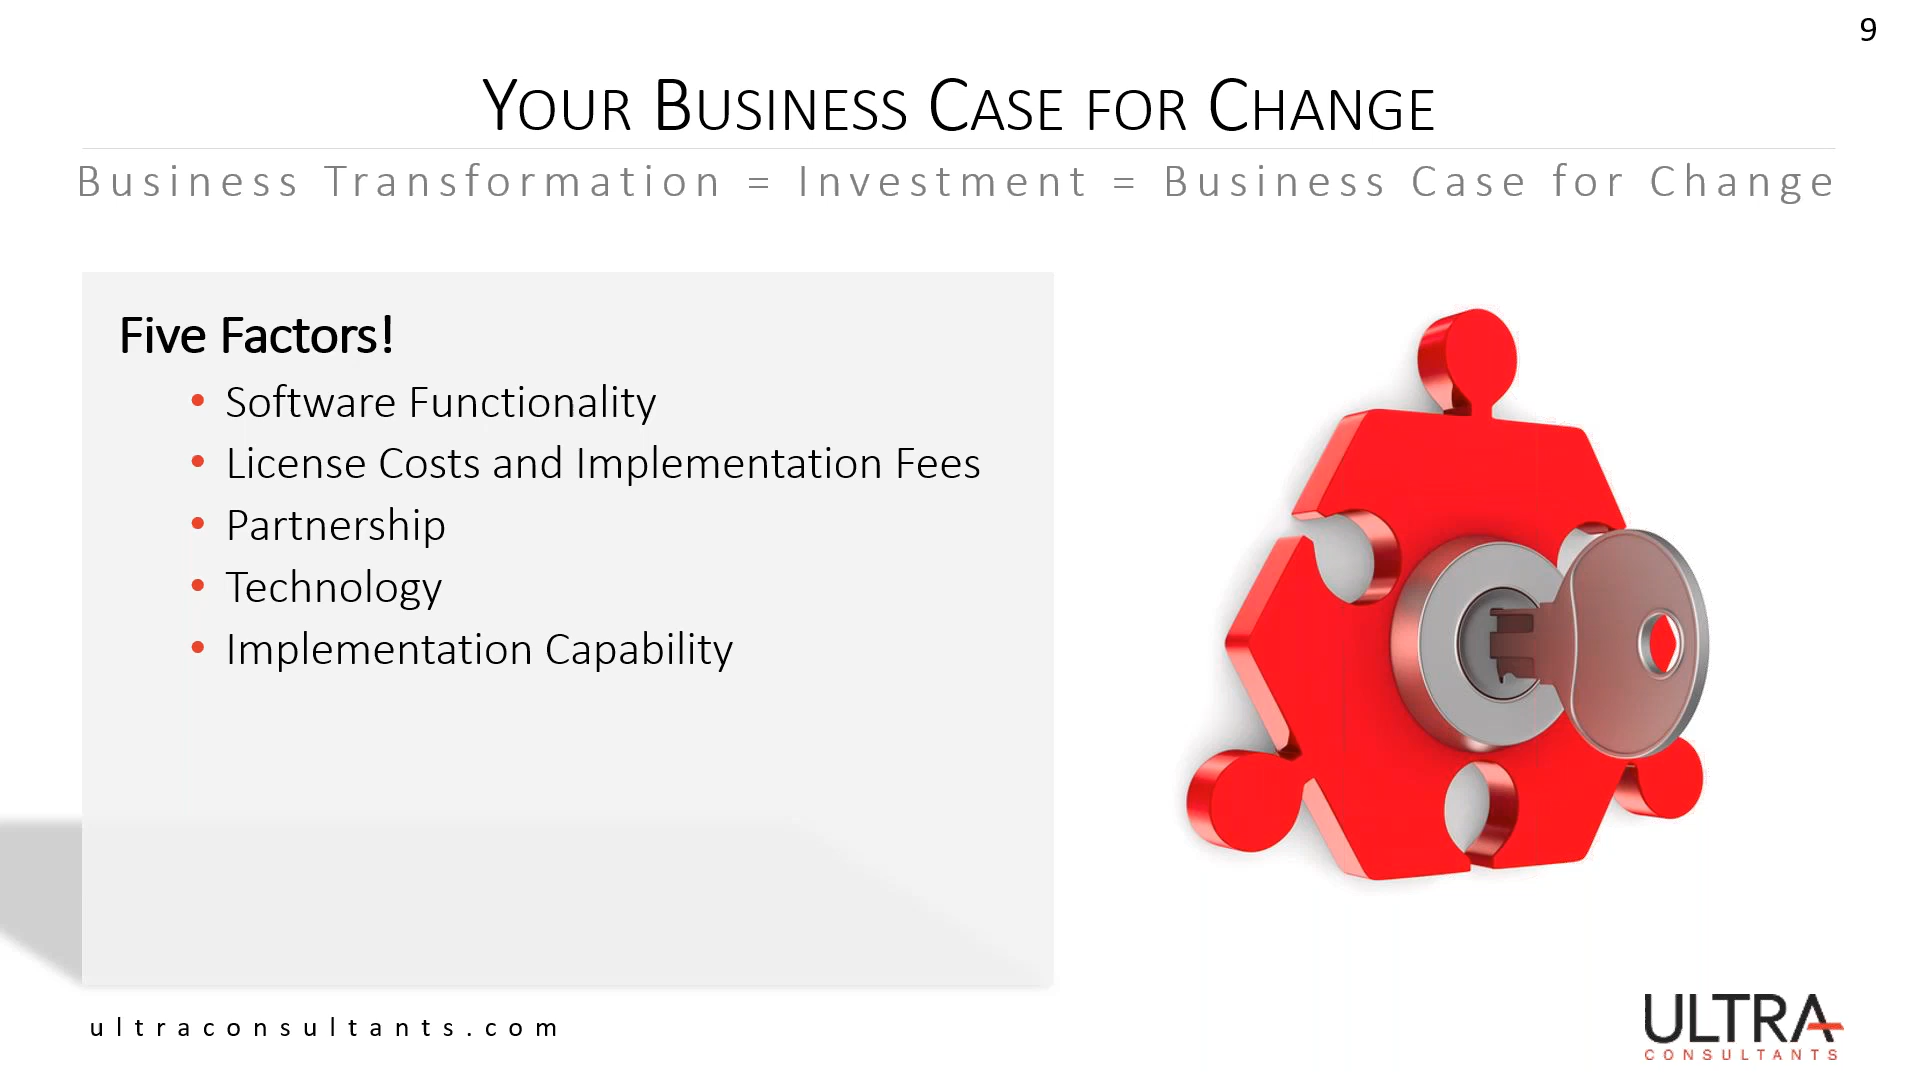 9
Your Business Case for Change
Business Transformation = Investment = Business Case for Change
Five Factors!
• Software Functionality
• License Costs and Implementation Fees
• Partnership
• Technology
• Implementation Capability
ultraconsultants.com
ULTRA
CONSULTANTS